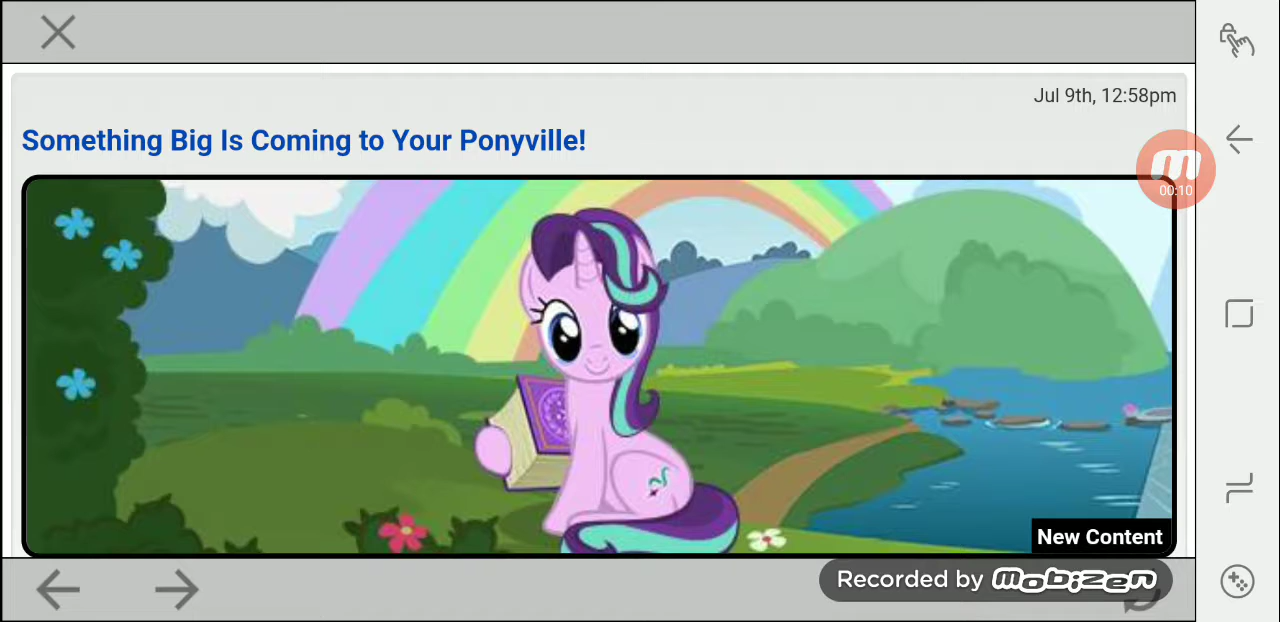 Jul 9th, 12:58pm
Something Big Is Coming to Your Ponyville!
00:10
New Content
Recorded by mobizen